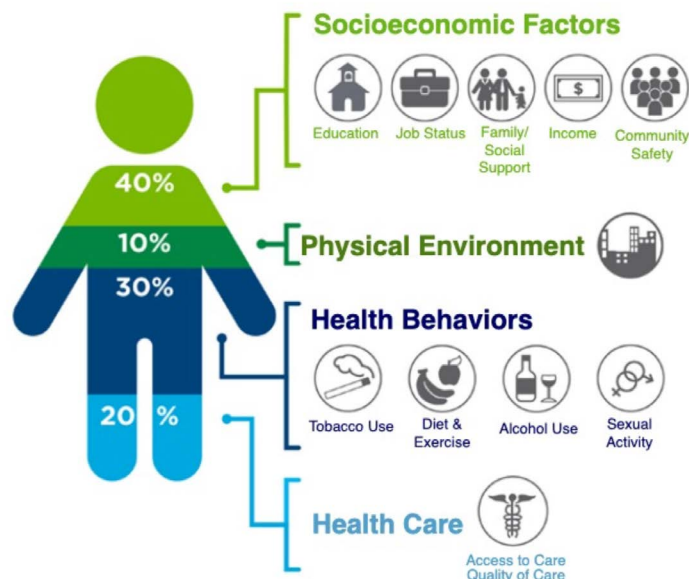 Socioeconomic Factors
$
Education
Job Status
Family/
Social
Support
Income
Community
Safety
40%
10%
Physical Environment
30%
Health Behaviors
Tobacco Use
Diet &
Exercise
Alcohol Use
Sexual
Activity
20 %
Health Care
Access to Care
Quality of Care